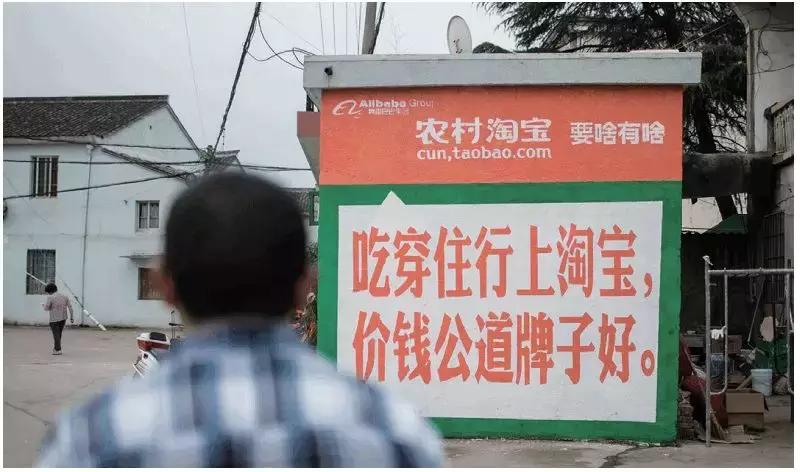 Alibaba Group
农村淘宝 要啥有啥
cun.taobao.com
吃穿住行上淘宝，
价钱公道牌子好。